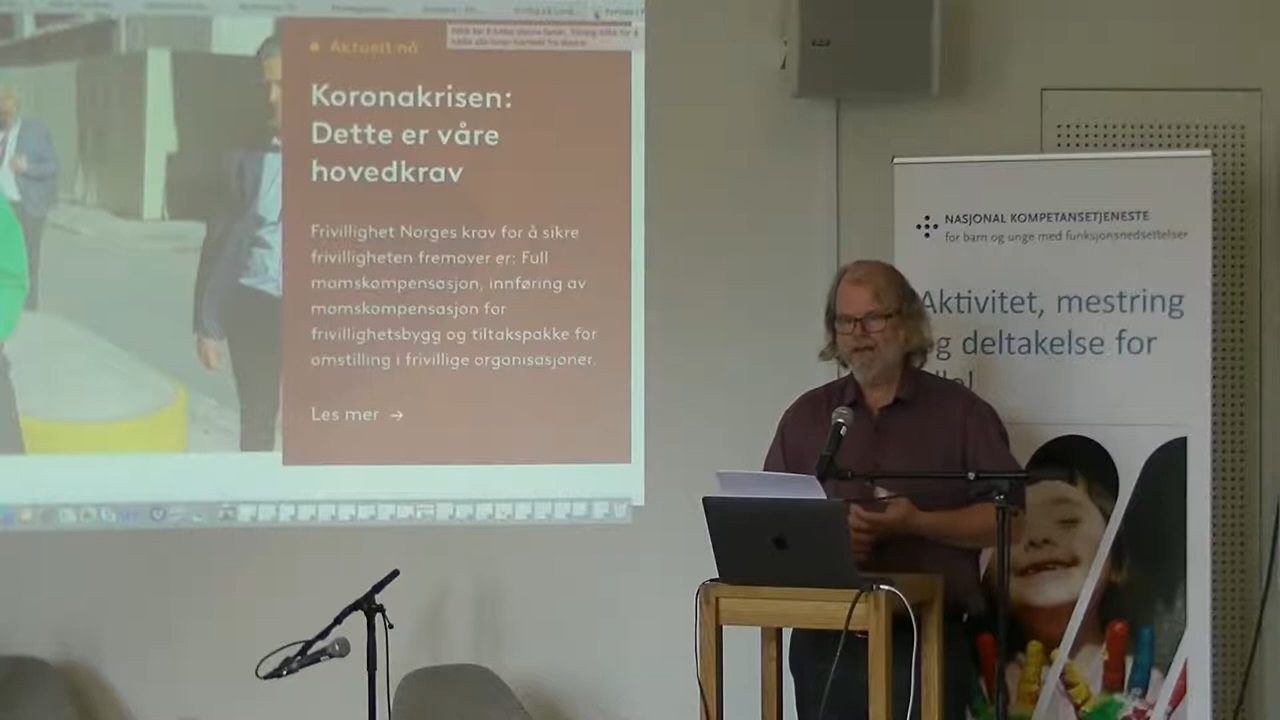 Aktuelt nå
Koronakrisen:
Dette er våre
hovedkrav
Frivillighet Norges krav for å sikre
frivilligheten fremover er: Full
momskompensasjon, innføring av
momskompensasjon for
frivillighetsbygg og tiltakspakke for
omstilling i frivillige organisasjoner.
Les mer →
NASJONAL KOMPETANSETJENESTE
for barn og unge med funksjonsnedsettelser
Aktivitet, mestring
g deltakelse for